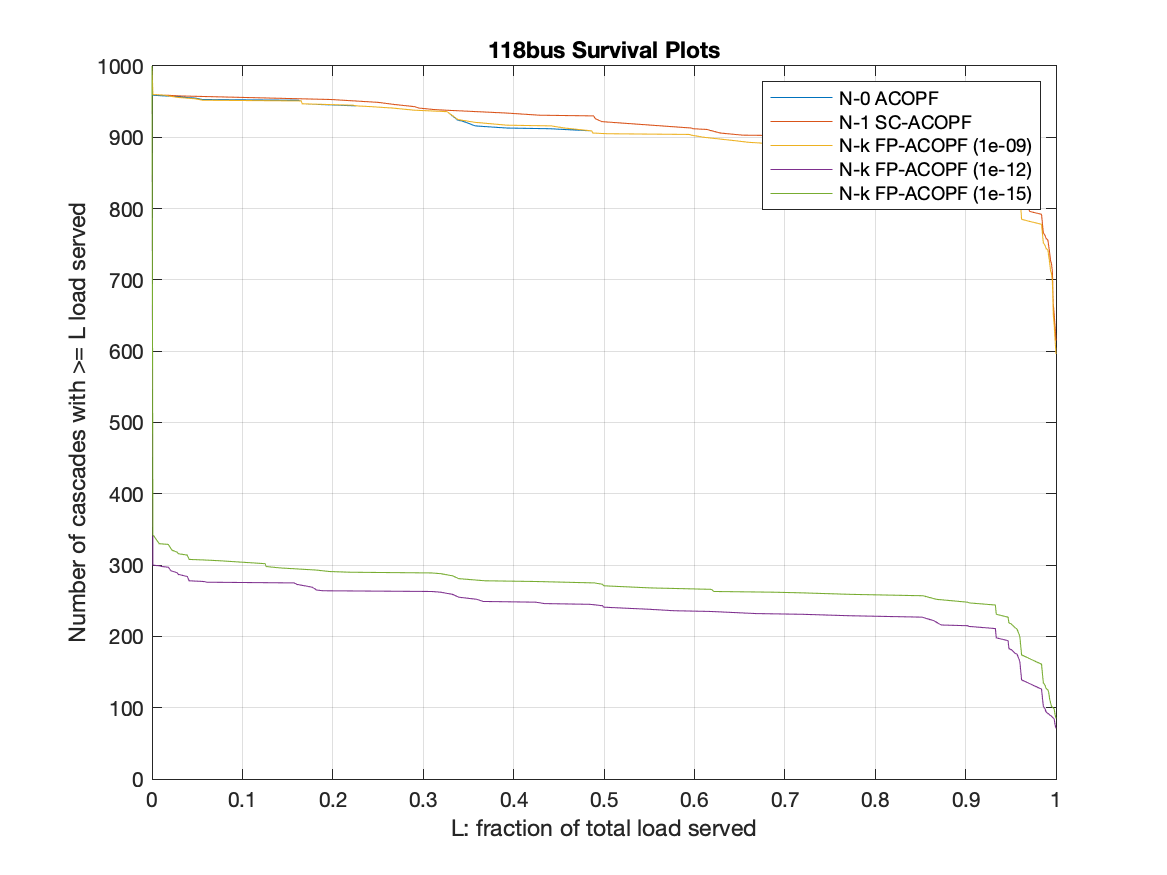 118bus Survival Plots
Number of cascades with >= L load served
1000
900
800
700
600
500
400
300
200
100
0
N-0 ACOPF
N-1 SC-ACOPF
N-k FP-ACOPF (1e-09)
N-k FP-ACOPF (1e-12)
N-k FP-ACOPF (1e-15)
0 0.1 0.2 0.3 0.4 0.5 0.6 0.7 0.8 0.9 1
L: fraction of total load served